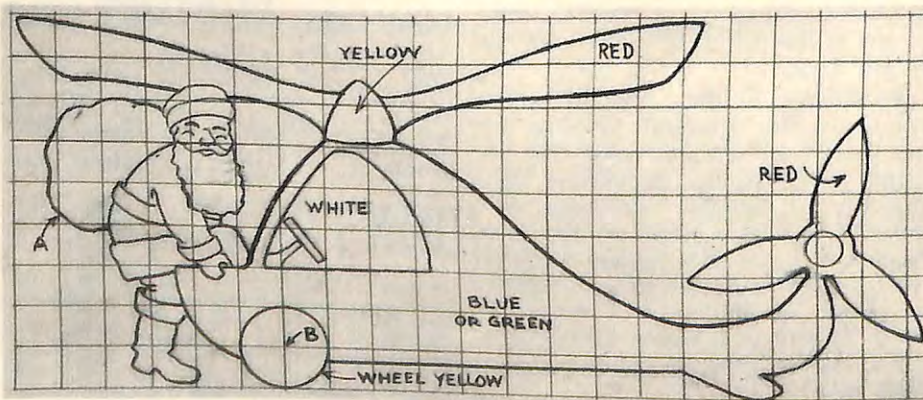 YELLOW
RED
RED
WHITE
A
BLUE
OR GREEN
B
WHEEL YELLOW